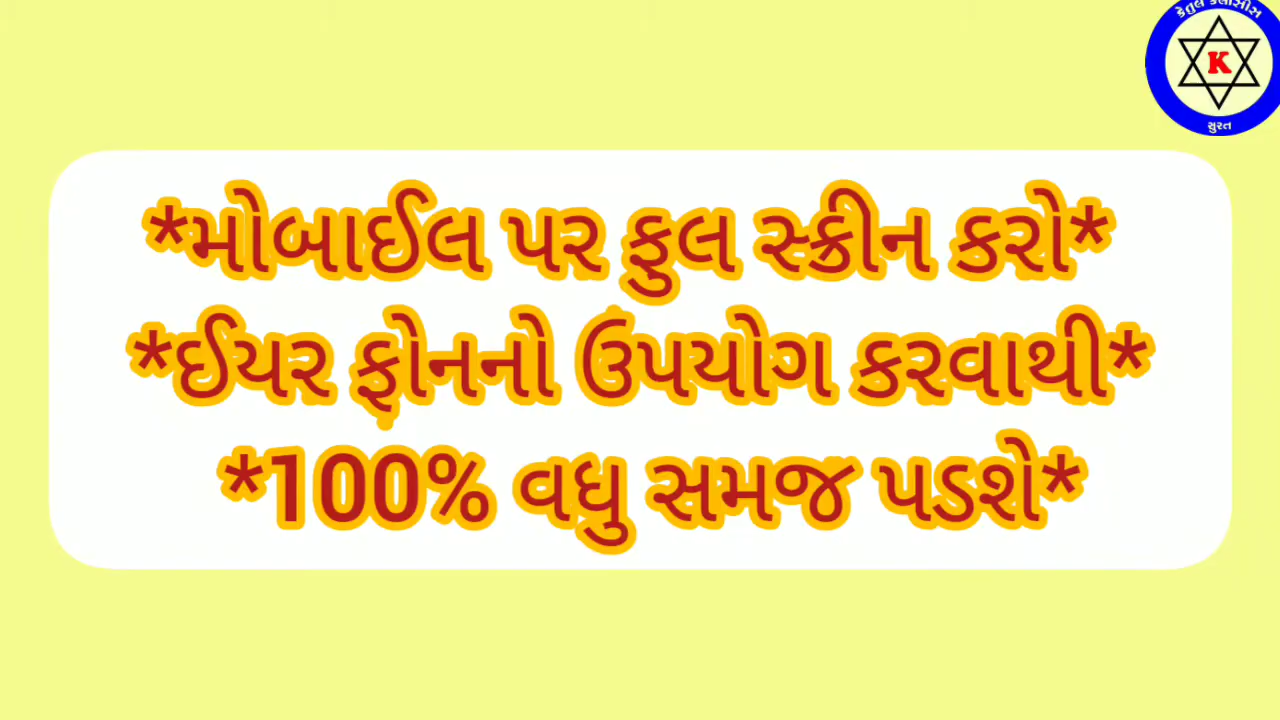 કેતુલ ક્લાસીસ
K
સુરત
*મોબાઈલ પર ફુલ સ્ક્રીન કરો*
*ઈયર ફોનનો ઉપયોગ કરવાથી*
*100% વધુ સમજ પડશે*